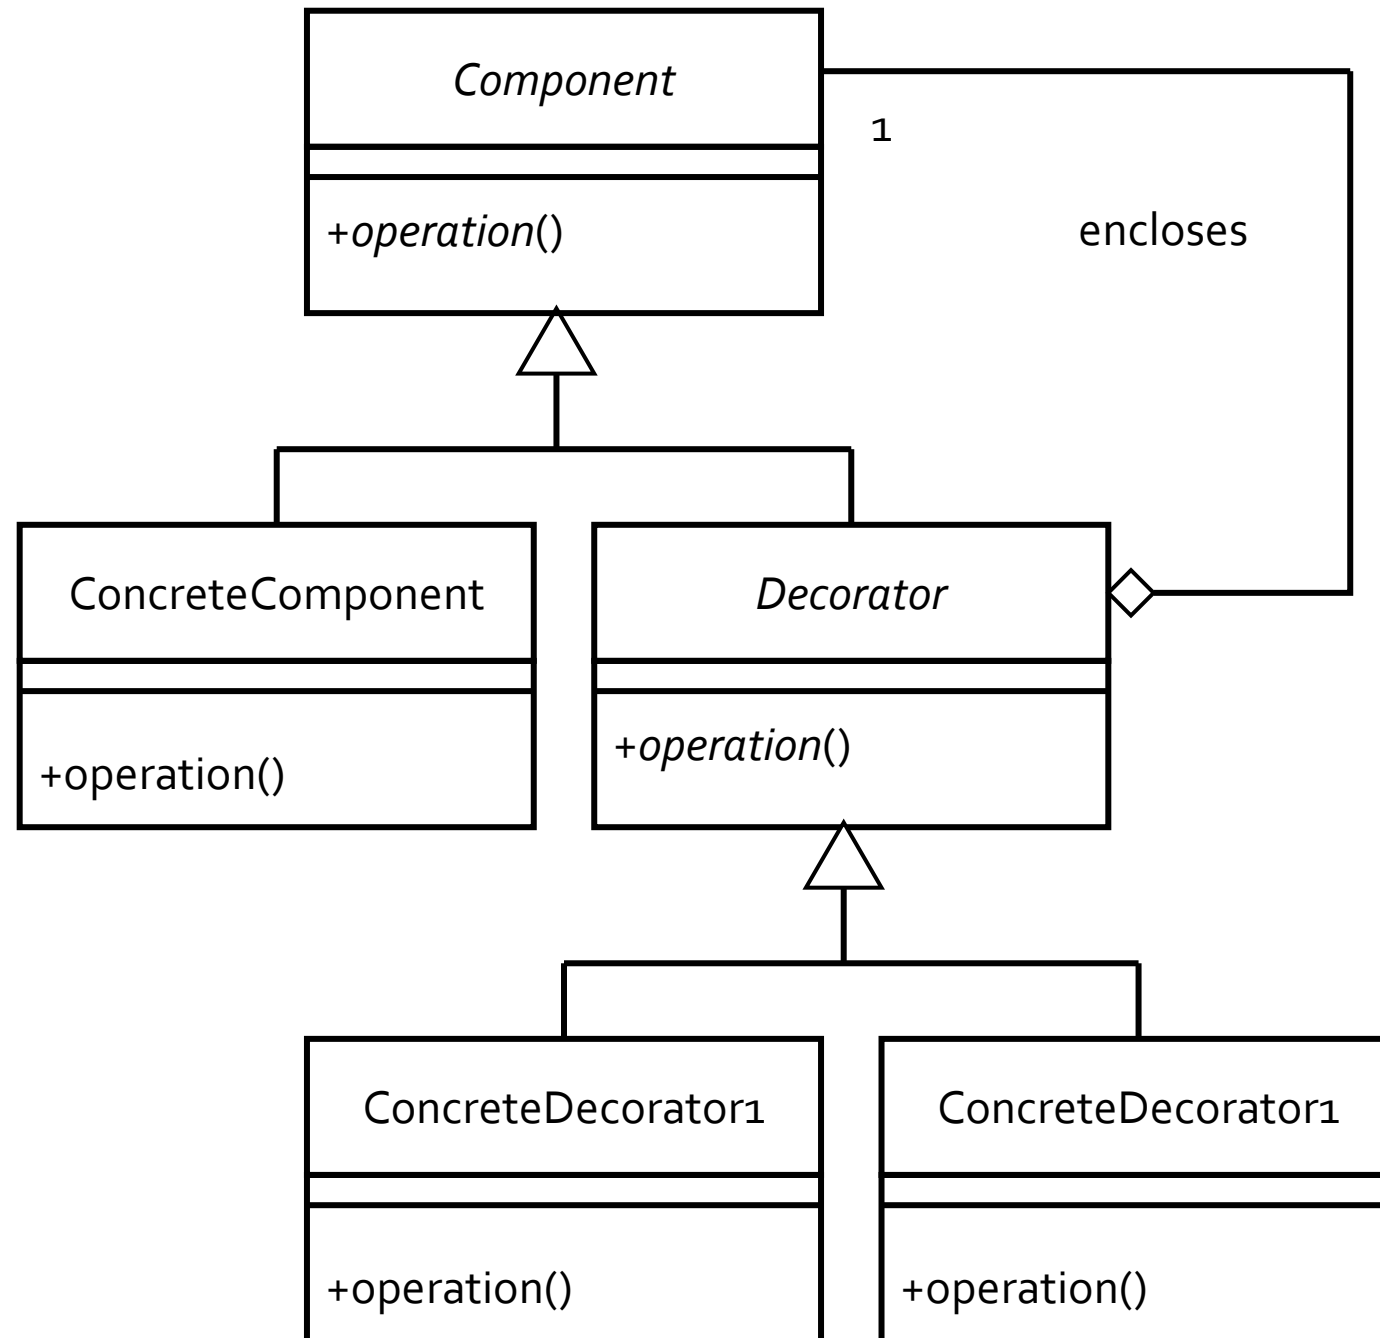 Component
1
+operation()
encloses
ConcreteComponent
Decorator
+operation()
+operation()
ConcreteDecorator1
ConcreteDecorator1
+operation()
+operation()